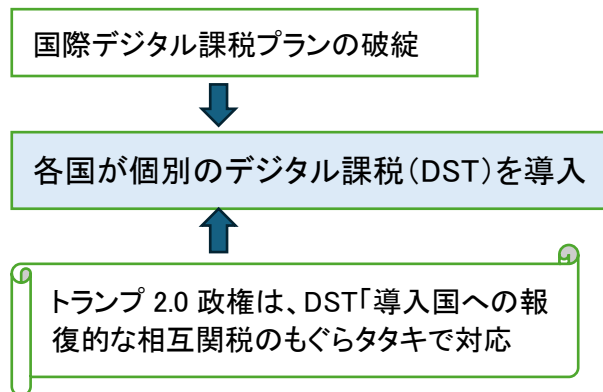 国際デジタル課税プランの破綻
各国が個別のデジタル課税（DST）を導入
トランプ 2.0 政権は、DST「導入国への報
復的な相互関税のもぐらタタキで対応